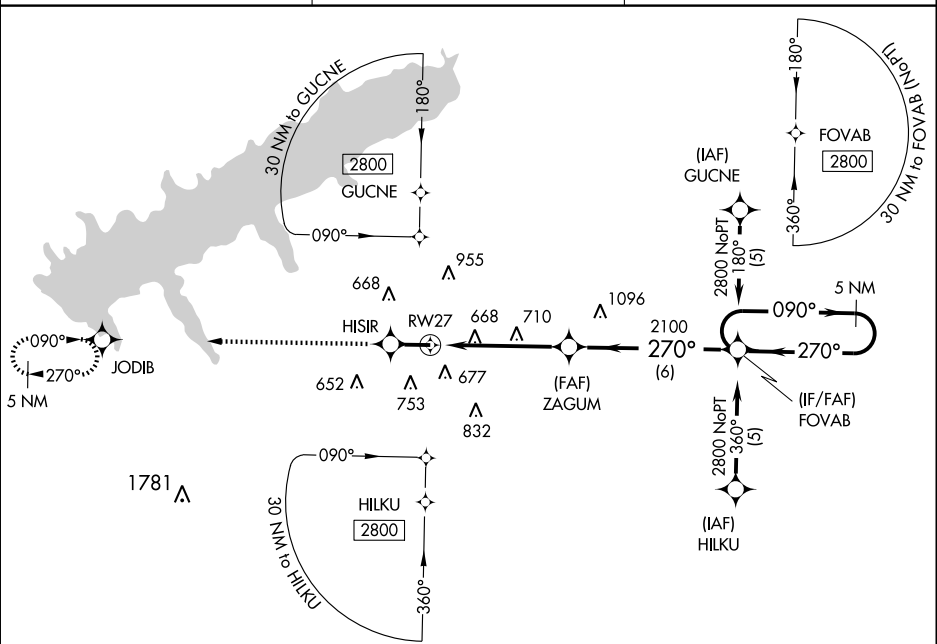 30 NM to GUCNE
180°
2800
GUCNE
090°
180°
FOVAB
2800
360°
30 NM to FOVAB (NoPT)
(IAF)
GUCNE
2800 NoPT
180°
(5)
955
668
1096
5 NM
090°
HISIR
RW27
668
710
2100
090°
JODIB
270°
270°
270°
(6)
5 NM
652
753
677
(FAF)
ZAGUM
(IF/FAF)
FOVAB
832
2800 NoPT
360°
(5)
090°
1781
HILKU
2800
30 NM to HILKU
360°
(IAF)
HILKU